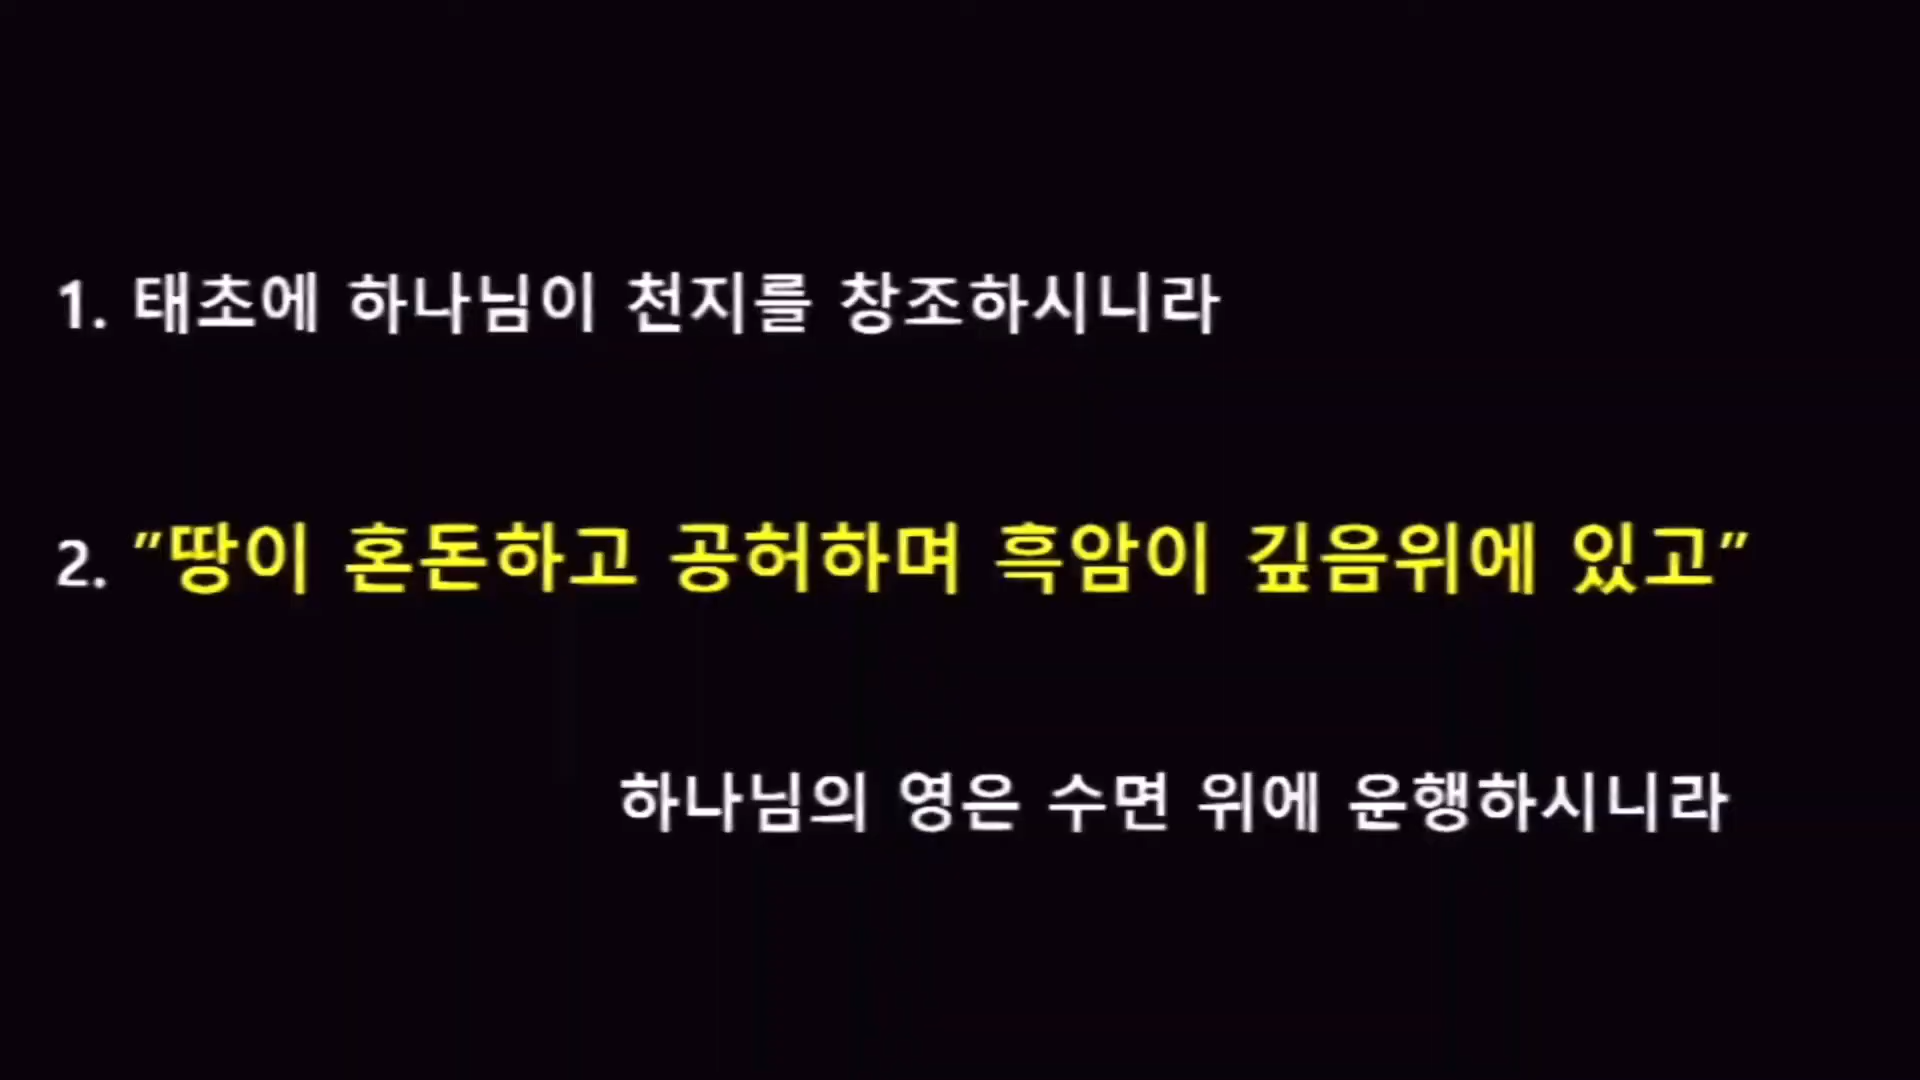 1. 태초에 하나님이 천지를 창조하시니라
2. "땅이 혼돈하고 공허하며 흑암이 깊음위에 있고"
하나님의 영은 수면 위에 운행하시니라